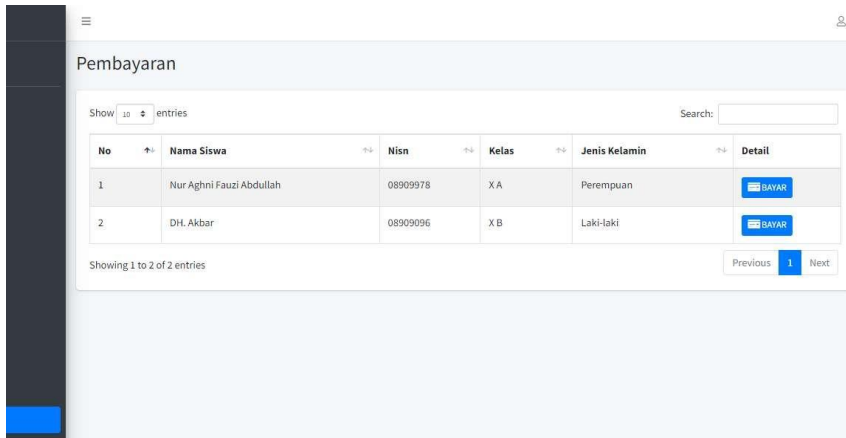 Pembayaran
Show 10 entries
Search:
No Nama Siswa Nisn Kelas Jenis Kelamin Detail
1 Nur Aghni Fauzi Abdullah 08909978 X A Perempuan BAYAR
2 DH. Akbar 08909096 X B Laki-laki BAYAR
Showing 1 to 2 of 2 entries
Previous 1 Next